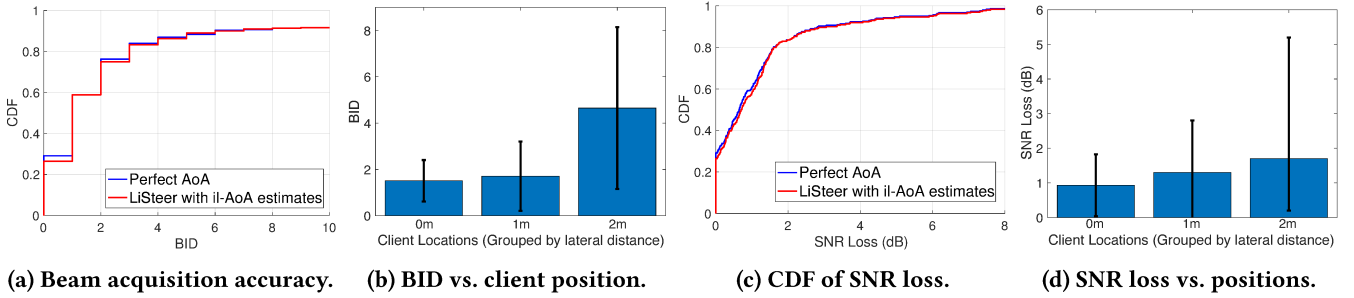 1
0.8
0.6
0.4
0.2
0
CDF
0 2 4 6 8 10
BID
Perfect AoA
LiSteer with il-AoA estimates
(a) Beam acquisition accuracy.
8
6
4
2
0
BID
0m 1m 2m
Client Locations (Grouped by lateral distance)
(b) BID vs. client position.
1
0.8
0.6
0.4
0.2
0
CDF
0 2 4 6 8
SNR Loss (dB)
Perfect AoA
LiSteer with il-AoA estimates
(c) CDF of SNR loss.
6
5
4
3
2
1
0
SNR Loss (dB)
0m 1m 2m
Client Locations (Grouped by lateral distance)
(d) SNR loss vs. positions.